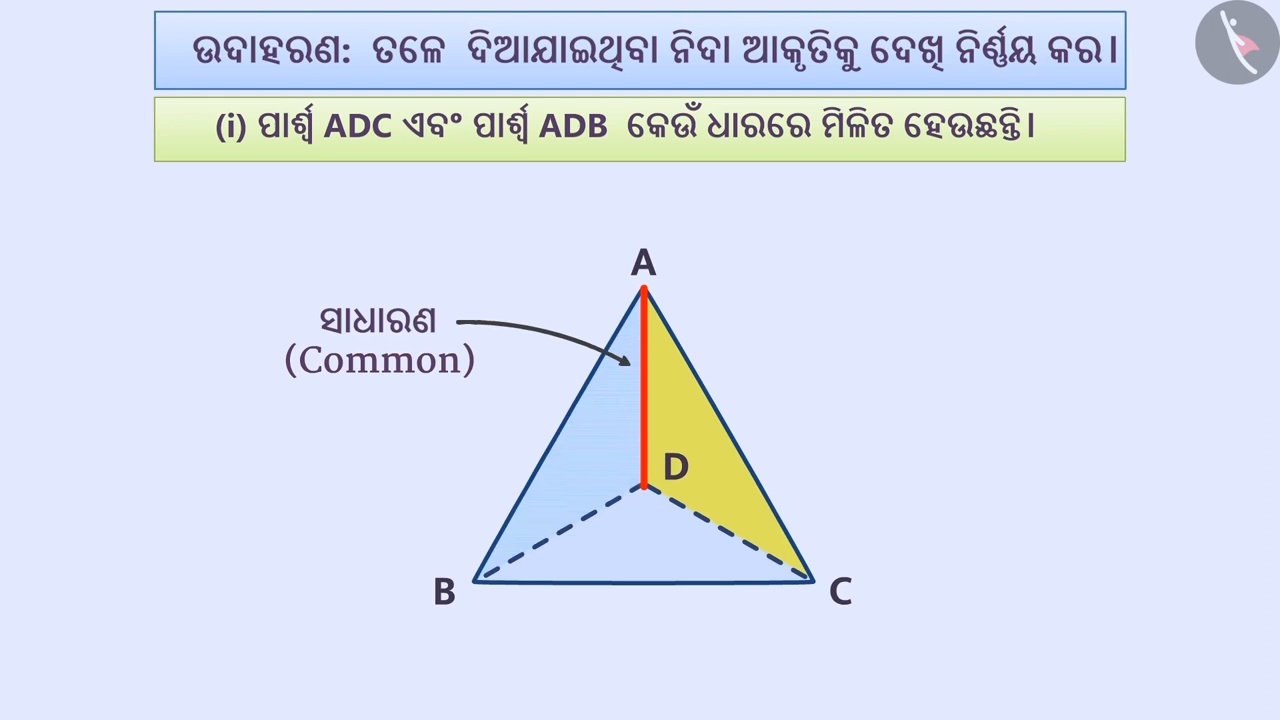 ଉଦାହରଣ: ତଳେ ଦିଆଯାଇଥିବା ନିଦା ଆକୃତିକୁ ଦେଖି ନିର୍ଣ୍ଣୟ କର।
(i) ପାର୍ଶ୍ୱ ADC ଏବଂ ପାର୍ଶ୍ୱ ADB କେଉଁ ଧାରରେ ମିଳିତ ହେଉଛନ୍ତି।
A
ସାଧାରଣ
(Common)
D
B
C